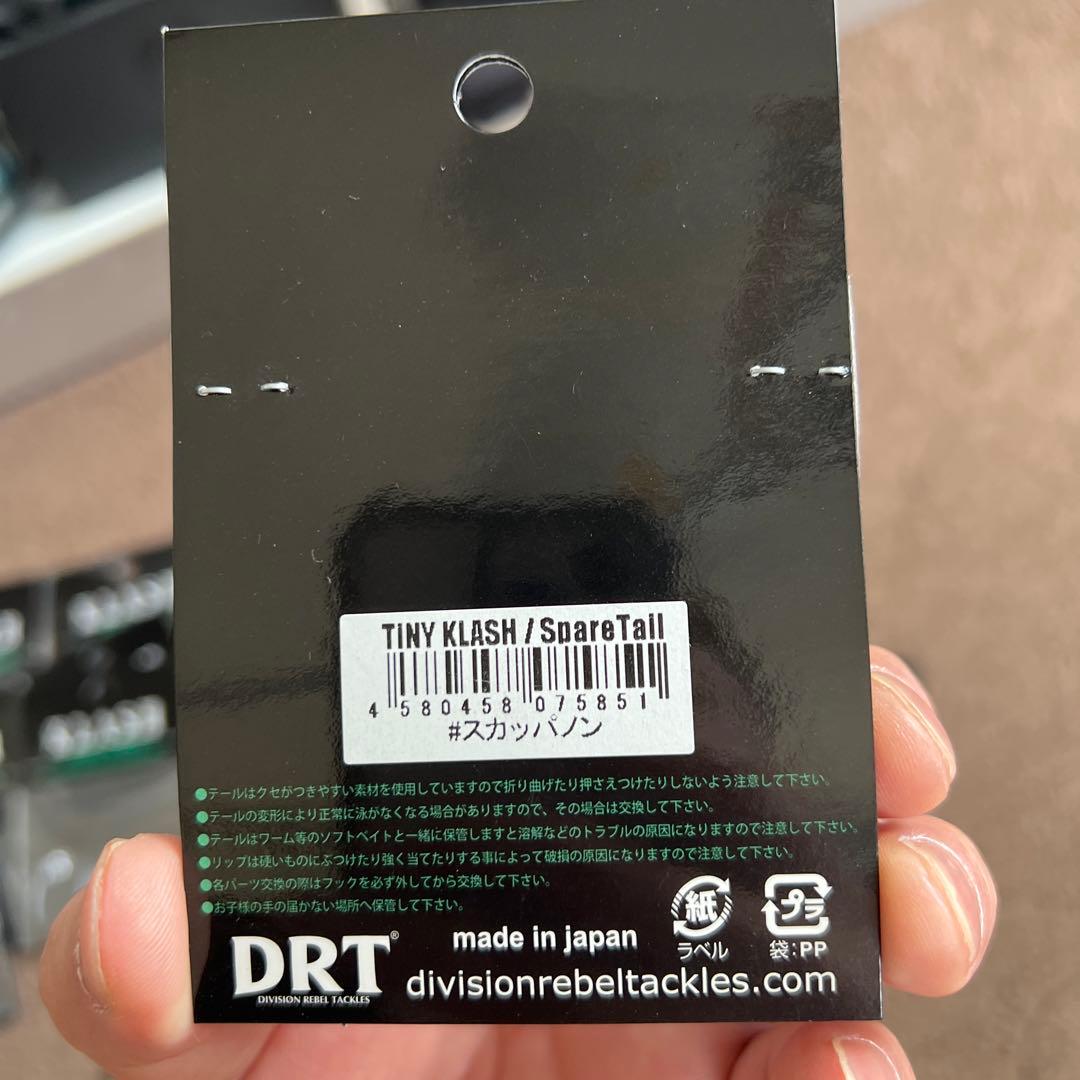 TiNY KLASH / SpareTail
4 580458 075851
#スカッパノン
●テールはクセがつきやすい素材を使用していますので折り曲げたり押さえつけたりしないよう注意して下さい。
●テールの変形により正常に泳がなくなる場合がありますので、その場合は交換して下さい。
●テールはワーム等のソフトベイトと一緒に保管しますと溶解などのトラブルの原因になりますので注意して下さい。
●リップは硬いものにぶつけたり強く当てたりする事によって破損の原因になりますので注意して下さい。
●各パーツ交換の際はフックを必ず外してから交換して下さい。
●お子様の手の届かない場所へ保管して下さい。
紙
ラベル
プラ
袋:PP
DRT®
DIVISION REBEL TACKLES
made in japan
divisionrebeltackles.com